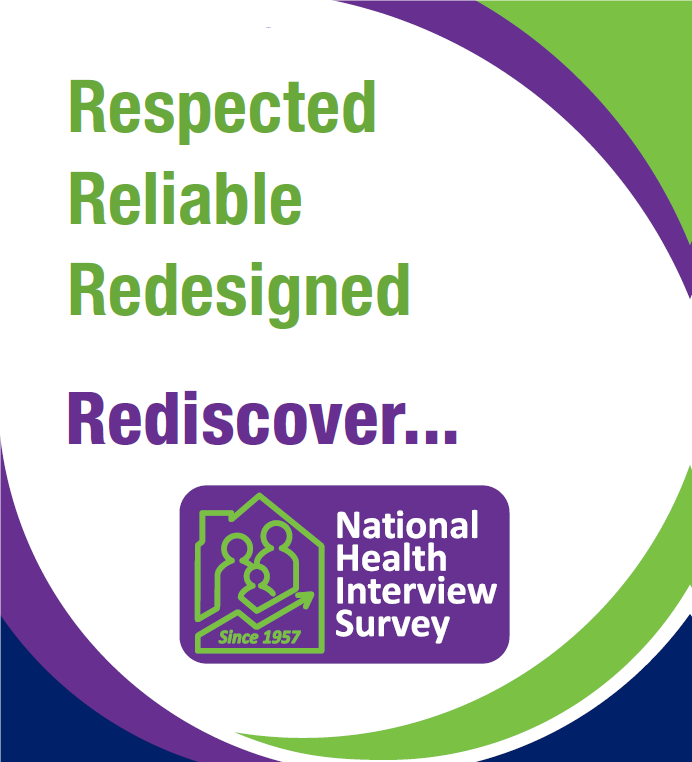 Respected
Reliable
Redesigned
Rediscover...
National
Health
Interview
Survey
Since 1957